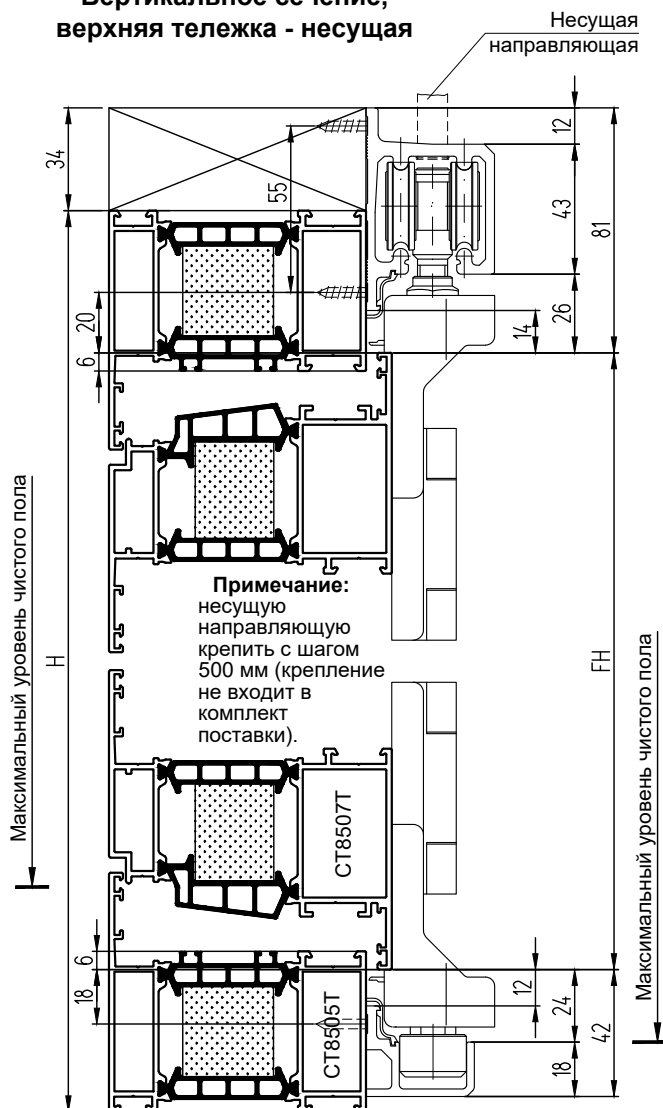 Вертикальное сечение,
верхняя тележка - несущая
Несущая
направляющая
34
55
12
43
81
26
14
20
6
Максимальный уровень чистого пола
H
Примечание:
несущую
направляющую
крепить с шагом
500 мм (крепление
не входит в
комплект
поставки).
FH
Максимальный уровень чистого пола
СТ8507Т
6
18
СТ8505Т
12
24
42
18